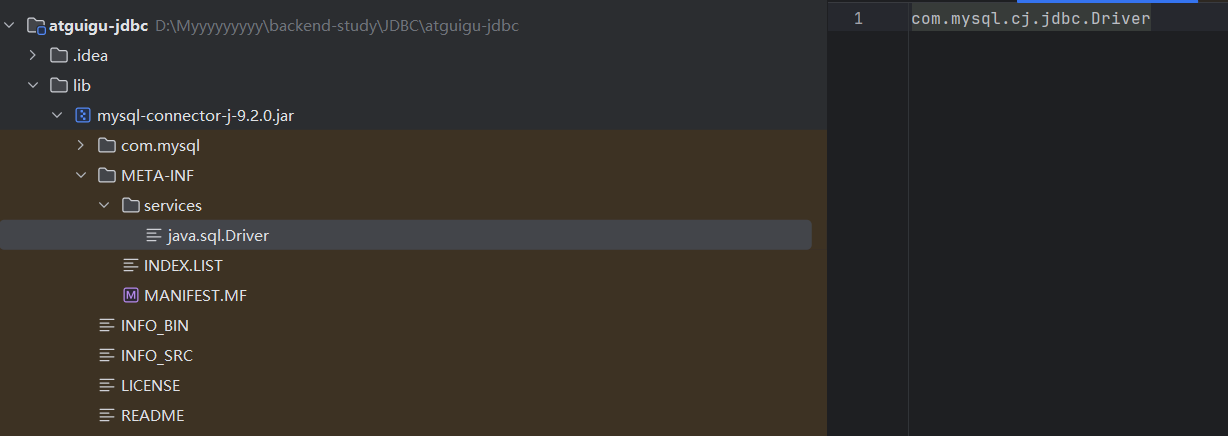 atguigu-jdbc D:\Myyyyyyyyy\backend-study\JDBC\atguigu-jdbc
.idea
lib
mysql-connector-j-9.2.0.jar
com.mysql
META-INF
services
java.sql.Driver
INDEX.LIST
M MANIFEST.MF
INFO_BIN
INFO_SRC
LICENSE
README
1 com.mysql.cj.jdbc.Driver